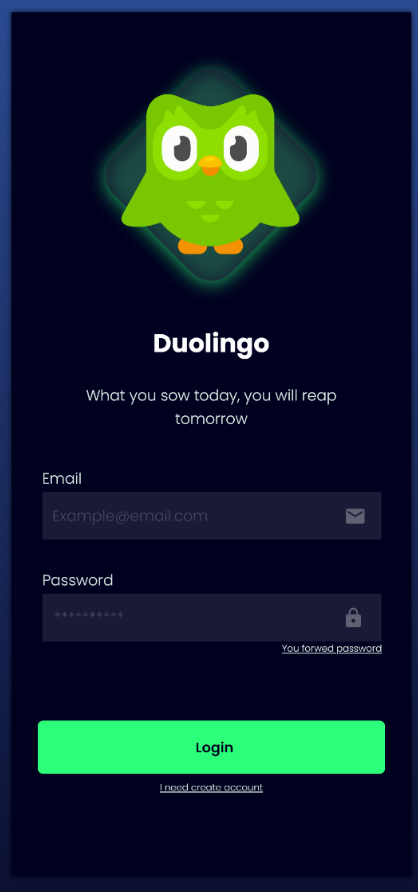 Duolingo
What you sow today, you will reap
tomorrow
Email
Example@email.com
Password
**********
You forwed password
Login
I need create account